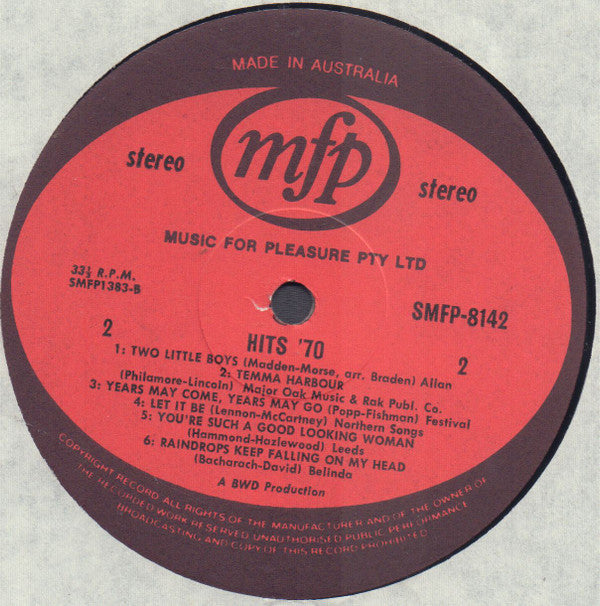 MADE IN AUSTRALIA
mfp
stereo
stereo
MUSIC FOR PLEASURE PTY LTD
33⅓ R.P.M.
SMFP1383-B
SMFP-8142
2
HITS '70
2
1: TWO LITTLE BOYS (Madden-Morse, arr. Braden) Allan
2: TEMMA HARBOUR
(Philamore-Lincoln) Major Oak Music & Rak Publ. Co.
3: YEARS MAY COME, YEARS MAY GO (Popp-Fishman) Festival
4: LET IT BE (Lennon-McCartney) Northern Songs
5: YOU'RE SUCH A GOOD LOOKING WOMAN
(Hammond-Hazlewood) Leeds
6: RAINDROPS KEEP FALLING ON MY HEAD
(Bacharach-David) Belinda
A BWD Production
COPYRIGHT RECORD ALL RIGHTS OF THE MANUFACTURER AND OF THE OWNER OF
THE RECORDED WORK RESERVED. UNAUTHORISED PUBLIC PERFORMANCE
BROADCASTING AND COPY OF THIS RECORD PROHIBITED